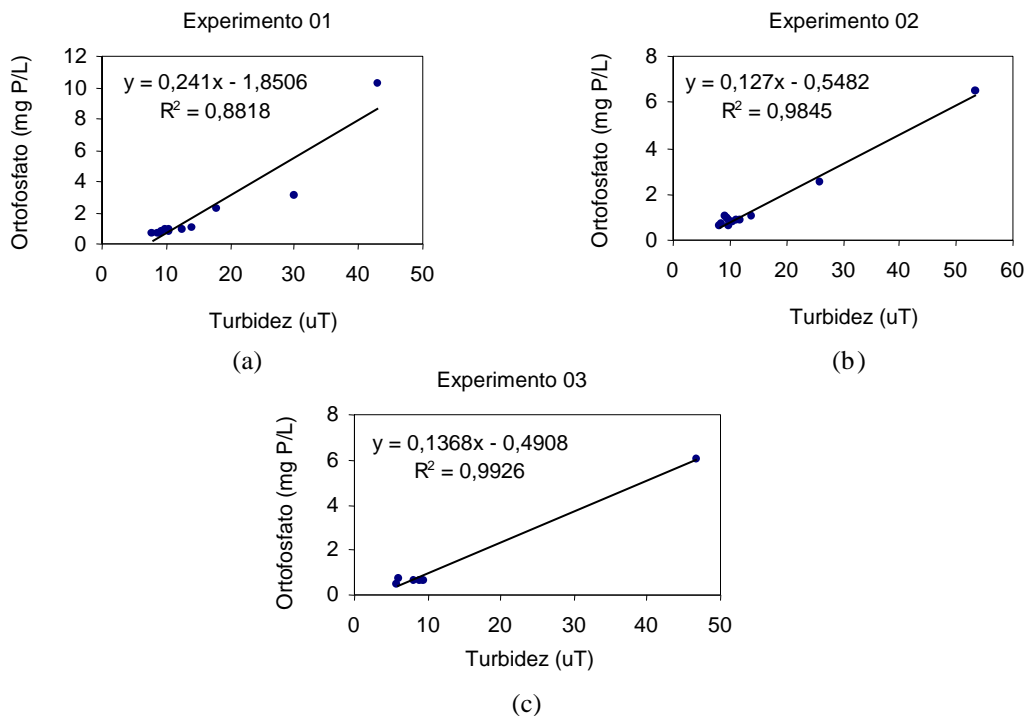 Experimento 01
Ortofosfato (mg P/L)
12
10
8
6
4
2
0
y = 0,241x - 1,8506
R² = 0,8818
0 10 20 30 40 50
Turbidez (uT)
(a)
Experimento 02
Ortofosfato (mg P/L)
8
6
4
2
0
y = 0,127x - 0,5482
R² = 0,9845
0 10 20 30 40 50 60
Turbidez (uT)
(b)
Experimento 03
Ortofosfato (mg P/L)
8
6
4
2
0
y = 0,1368x - 0,4908
R² = 0,9926
0 10 20 30 40 50
Turbidez (uT)
(c)